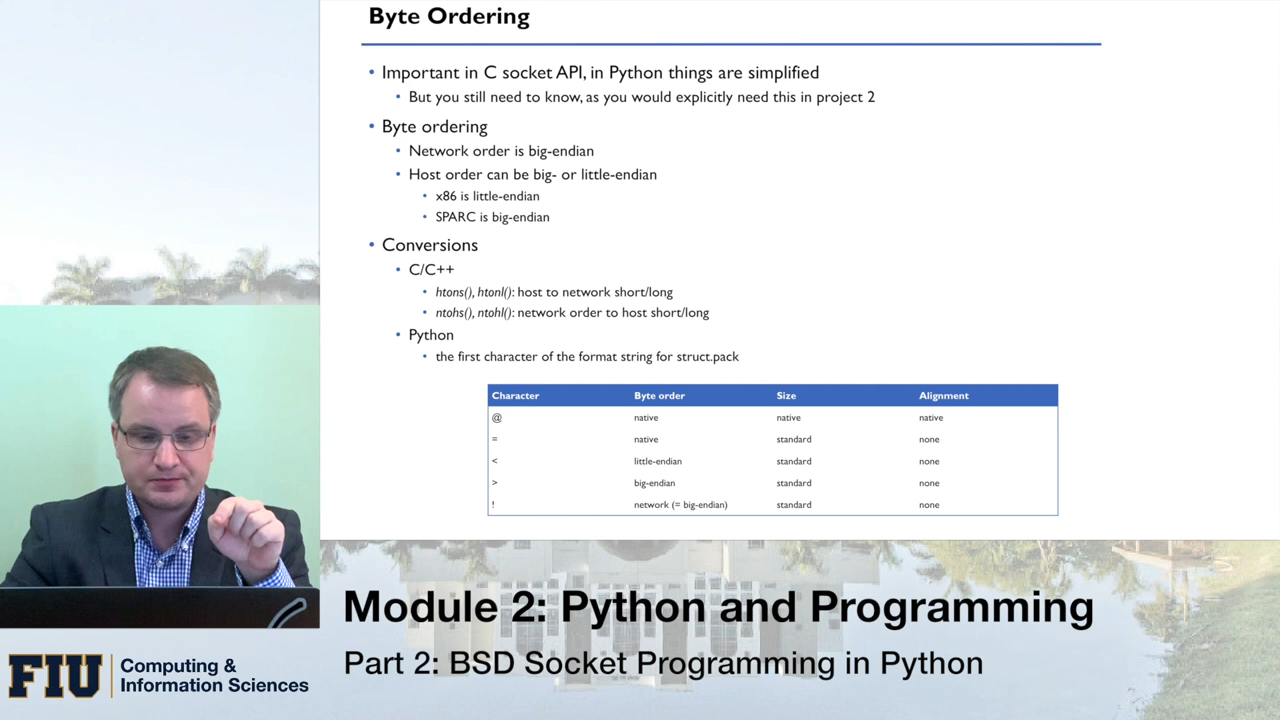 Byte Ordering
• Important in C socket API, in Python things are simplified
• But you still need to know, as you would explicitly need this in project 2
• Byte ordering
• Network order is big-endian
• Host order can be big- or little-endian
• x86 is little-endian
• SPARC is big-endian
• Conversions
• C/C++
• htons(), htonl(): host to network short/long
• ntohs(), ntohl(): network order to host short/long
• Python
• the first character of the format string for struct.pack
Character Byte order Size Alignment
@ native native native
= native standard none
< little-endian standard none
> big-endian standard none
! network (= big-endian) standard none
Module 2: Python and Programming
Part 2: BSD Socket Programming in Python
FIU Computing &
Information Sciences